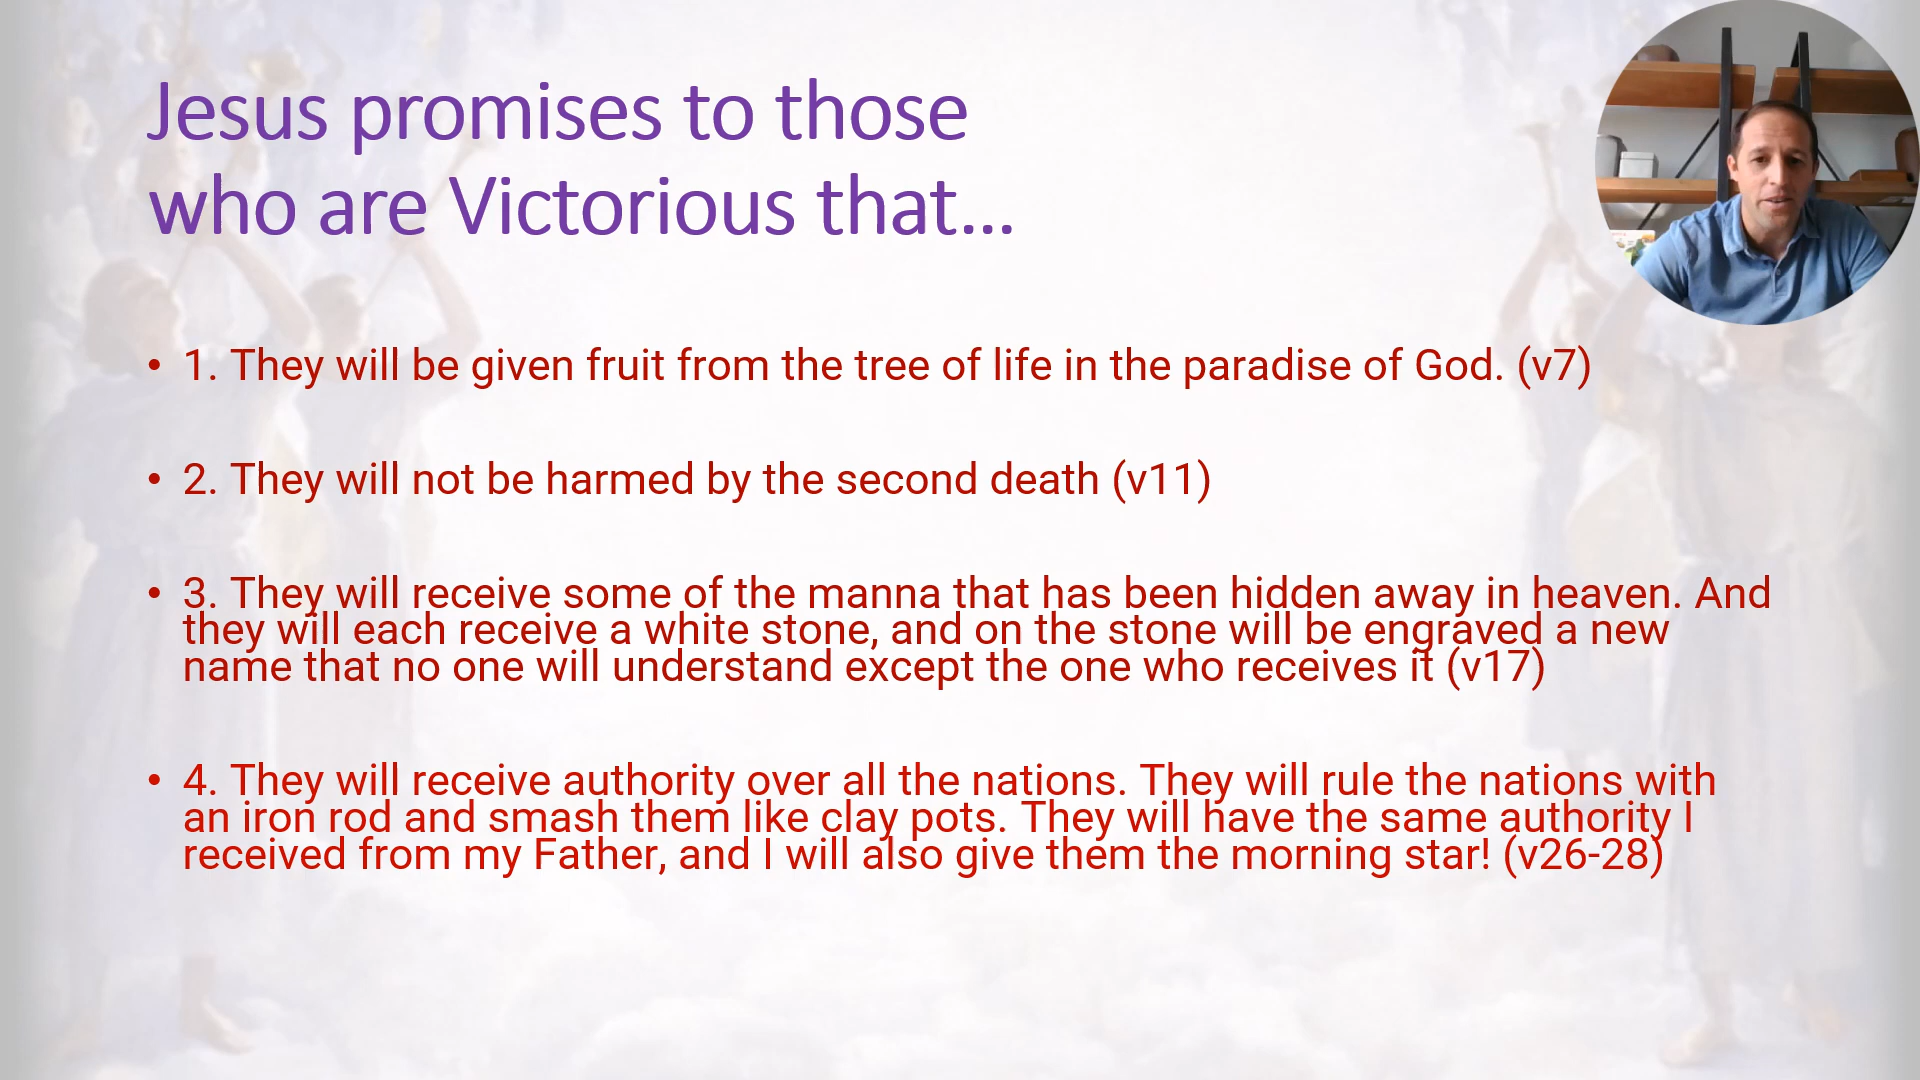 Jesus promises to those
who are Victorious that...
• 1. They will be given fruit from the tree of life in the paradise of God. (v7)
• 2. They will not be harmed by the second death (v11)
• 3. They will receive some of the manna that has been hidden away in heaven. And
they will each receive a white stone, and on the stone will be engraved a new
name that no one will understand except the one who receives it (v17)
• 4. They will receive authority over all the nations. They will rule the nations with
an iron rod and smash them like clay pots. They will have the same authority I
received from my Father, and I will also give them the morning star! (v26-28)